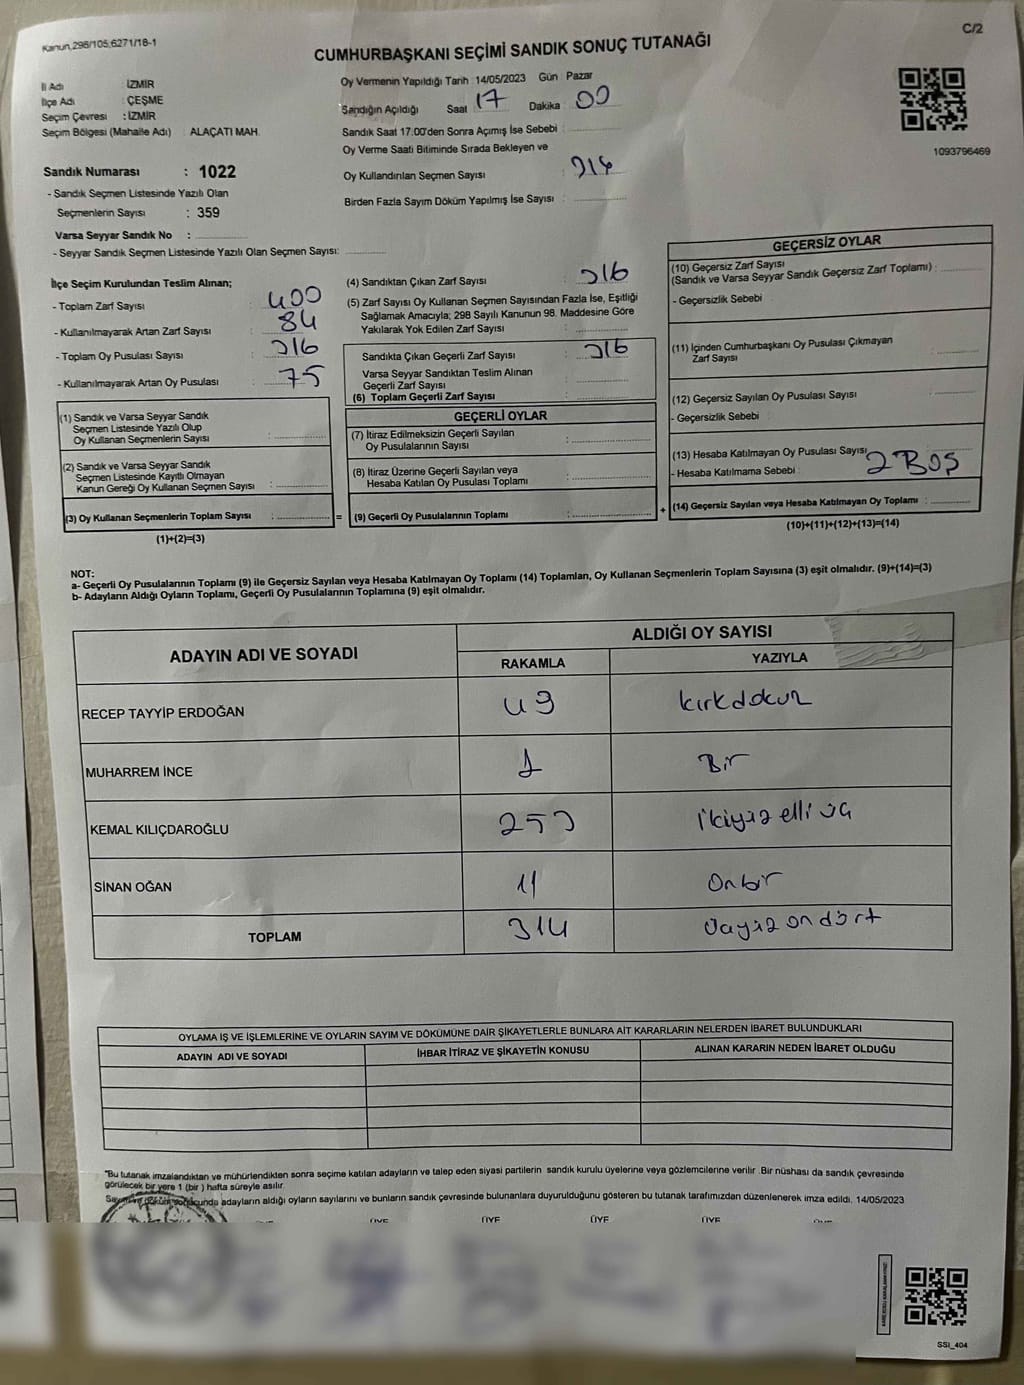 Kanun,298/105;6271/18-1
C/2
CUMHURBAŞKANI SEÇİMİ SANDIK SONUÇ TUTANAĞI
İl Adı : İZMİR
İlçe Adı : ÇEŞME
Seçim Çevresi : İZMİR
Seçim Bölgesi (Mahalle Adı) : ALAÇATI MAH.
Sandık Numarası : 1022
- Sandık Seçmen Listesinde Yazılı Olan
Seçmenlerin Sayısı : 359
Varsa Seyyar Sandık No :
- Seyyar Sandık Seçmen Listesinde Yazılı Olan Seçmen Sayısı:
Oy Vermenin Yapıldığı Tarih : 14/05/2023 Gün Pazar
Sandığın Açıldığı Saat 17 Dakika 00
Sandık Saat 17.00'den Sonra Açımış İse Sebebi :
Oy Verme Saati Bitiminde Sırada Bekleyen ve
Oy Kullandırılan Seçmen Sayısı : 316
Birden Fazla Sayım Döküm Yapılmış İse Sayısı :
1093796469
İlçe Seçim Kurulundan Teslim Alınan;
- Toplam Zarf Sayısı : 400
- Kullanılmayarak Artan Zarf Sayısı : 84
- Toplam Oy Pusulası Sayısı : 316
- Kullanılmayarak Artan Oy Pusulası : 75
(1) Sandık ve Varsa Seyyar Sandık
Seçmen Listesinde Yazılı Olup
Oy Kullanan Seçmenlerin Sayısı :
(2) Sandık ve Varsa Seyyar Sandık
Seçmen Listesinde Kayıtlı Olmayan
Kanun Gereği Oy Kullanan Seçmen Sayısı :
(3) Oy Kullanan Seçmenlerin Toplam Sayısı :
(1)+(2)=(3)
=
(4) Sandıktan Çıkan Zarf Sayısı : 316
(5) Zarf Sayısı Oy Kullanan Seçmen Sayısından Fazla İse, Eşitliği
Sağlamak Amacıyla; 298 Sayılı Kanunun 98. Maddesine Göre
Yakılarak Yok Edilen Zarf Sayısı :
Sandıkta Çıkan Geçerli Zarf Sayısı : 316
Varsa Seyyar Sandıktan Teslim Alınan
Geçerli Zarf Sayısı :
(6) Toplam Geçerli Zarf Sayısı :
GEÇERLİ OYLAR
(7) İtiraz Edilmeksizin Geçerli Sayılan
Oy Pusulalarının Sayısı :
(8) İtiraz Üzerine Geçerli Sayılan veya
Hesaba Katılan Oy Pusulası Toplamı :
(9) Geçerli Oy Pusulalarının Toplamı :
+
GEÇERSİZ OYLAR
(10) Geçersiz Zarf Sayısı
(Sandık ve Varsa Seyyar Sandık Geçersiz Zarf Toplamı) :
- Geçersizlik Sebebi
(11) İçinden Cumhurbaşkanı Oy Pusulası Çıkmayan
Zarf Sayısı :
(12) Geçersiz Sayılan Oy Pusulası Sayısı :
- Geçersizlik Sebebi :
(13) Hesaba Katılmayan Oy Pusulası Sayısı
- Hesaba Katılmama Sebebi : 2 BOŞ
(14) Geçersiz Sayılan veya Hesaba Katılmayan Oy Toplamı :
(10)+(11)+(12)+(13)=(14)
NOT:
a- Geçerli Oy Pusulalarının Toplamı (9) ile Geçersiz Sayılan veya Hesaba Katılmayan Oy Toplamı (14) Toplamları, Oy Kullanan Seçmenlerin Toplam Sayısına (3) eşit olmalıdır. (9)+(14)=(3)
b- Adayların Aldığı Oyların Toplamı, Geçerli Oy Pusulalarının Toplamına (9) eşit olmalıdır.
ADAYIN ADI VE SOYADI
ALDIĞI OY SAYISI
RAKAMLA YAZIYLA
RECEP TAYYİP ERDOĞAN 49 kırkdokuz
MUHARREM İNCE 1 Bir
KEMAL KILIÇDAROĞLU 253 ikiyüz elli üç
SİNAN OĞAN 11 Onbir
TOPLAM 314 Üçyüz on dört
OYLAMA İŞ VE İŞLEMLERİNE VE OYLARIN SAYIM VE DÖKÜMÜNE DAİR ŞİKAYETLERLE BUNLARA AİT KARARLARIN NELERDEN İBARET BULUNDUKLARI
ADAYIN ADI VE SOYADI İHBAR İTİRAZ VE ŞİKAYETİN KONUSU ALINAN KARARIN NEDEN İBARET OLDUĞU
"Bu tutanak imzalandıktan ve mühürlendikten sonra seçime katılan adayların ve talep eden siyasi partilerin sandık kurulu üyelerine veya gözlemcilerine verilir .Bir nüshası da sandık çevresinde
görülecek bir yere 1 (bir ) hafta süreyle asılır.
Sayım ve döküm sonucunda adayların aldığı oyların sayılarını ve bunların sandık çevresinde bulunanlara duyurulduğunu gösteren bu tutanak tarafımızdan düzenlenerek imza edildi. 14/05/2023
ÜYE ÜYE ÜYE ÜYE
SSI_404